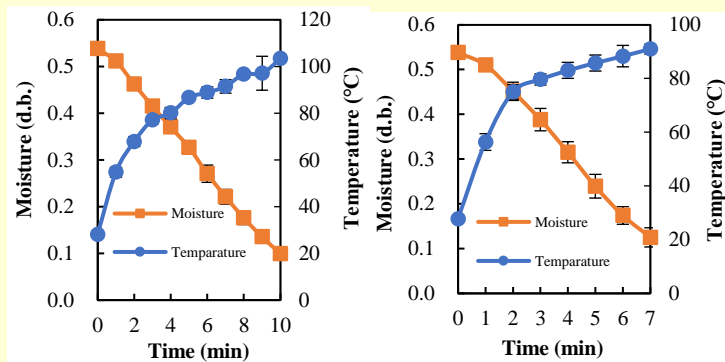 0.6
0.5
0.4
0.3
0.2
0.1
0.0
Moisture (d.b.)
120
100
80
60
40
20
0
Temperature (°C)
Moisture
Temparature
0 2 4 6 8 10
Time (min)
0.6
0.5
0.4
0.3
0.2
0.1
0.0
Moisture (d.b.)
100
80
60
40
20
0
Temperature (°C)
Moisture
Temparature
0 1 2 3 4 5 6 7
Time (min)